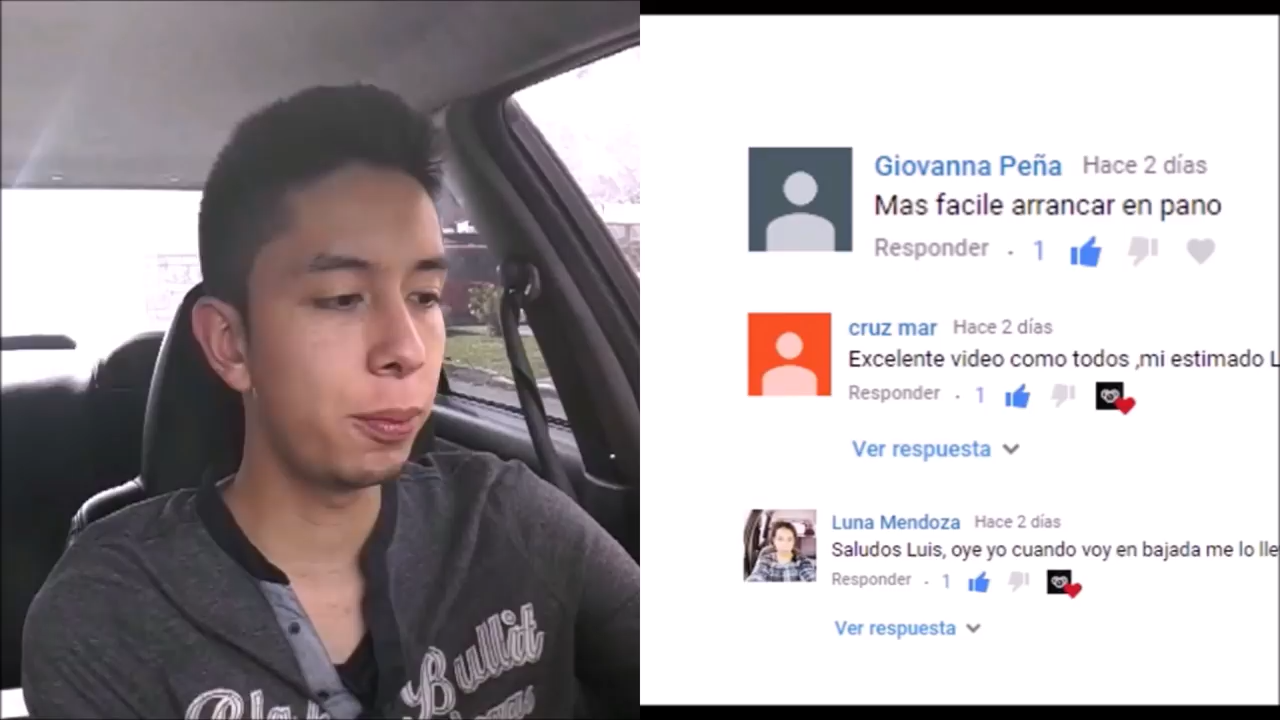 Bullit
Giovanna Peña Hace 2 días
Mas facile arrancar en pano
Responder . 1
cruz mar Hace 2 días
Excelente video como todos ,mi estimado L
Responder . 1
Ver respuesta
Luna Mendoza Hace 2 días
Saludos Luis, oye yo cuando voy en bajada me lo lle
Responder . 1
Ver respuesta